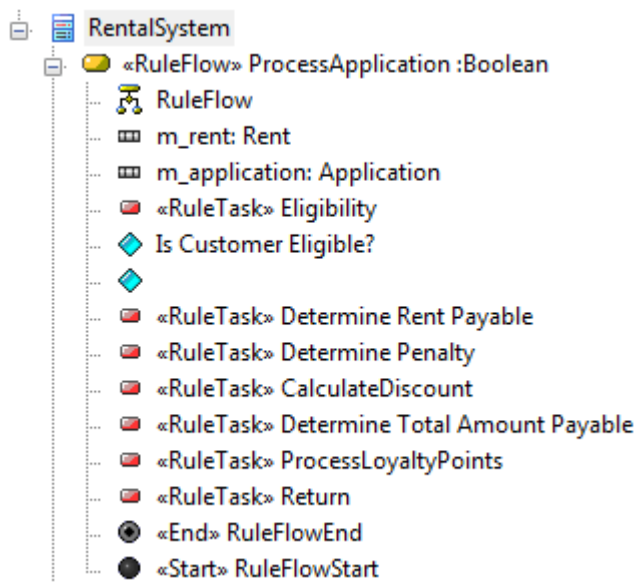 RentalSystem
«RuleFlow» ProcessApplication :Boolean
RuleFlow
m_rent: Rent
m_application: Application
«RuleTask» Eligibility
Is Customer Eligible?
«RuleTask» Determine Rent Payable
«RuleTask» Determine Penalty
«RuleTask» CalculateDiscount
«RuleTask» Determine Total Amount Payable
«RuleTask» ProcessLoyaltyPoints
«RuleTask» Return
«End» RuleFlowEnd
«Start» RuleFlowStart